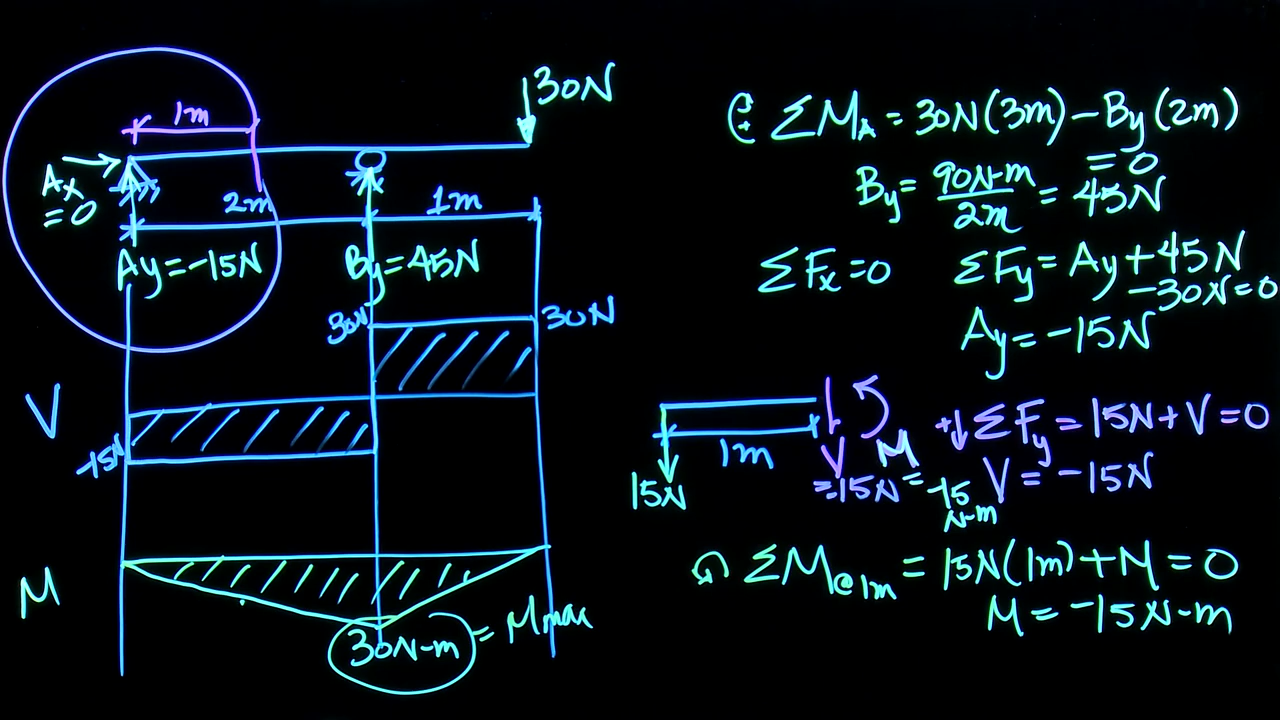 1m
30N
Ax
=0
2m
1m
Ay=-15N
By=45N
30N
30N
V
-15N
M
30N-m = Mmax
+ ΣM_A = 30N(3m) - By(2m)
= 0
By = 90N-m/2m = 45N
ΣFx=0
ΣFy = Ay + 45N
-30N=0
Ay = -15N
1m
15N
V
=-15N
M
= -15
N-m
+↓ ΣFy = 15N + V = 0
V = -15N
ΣM@1m = 15N(1m) + M = 0
M = -15N-m